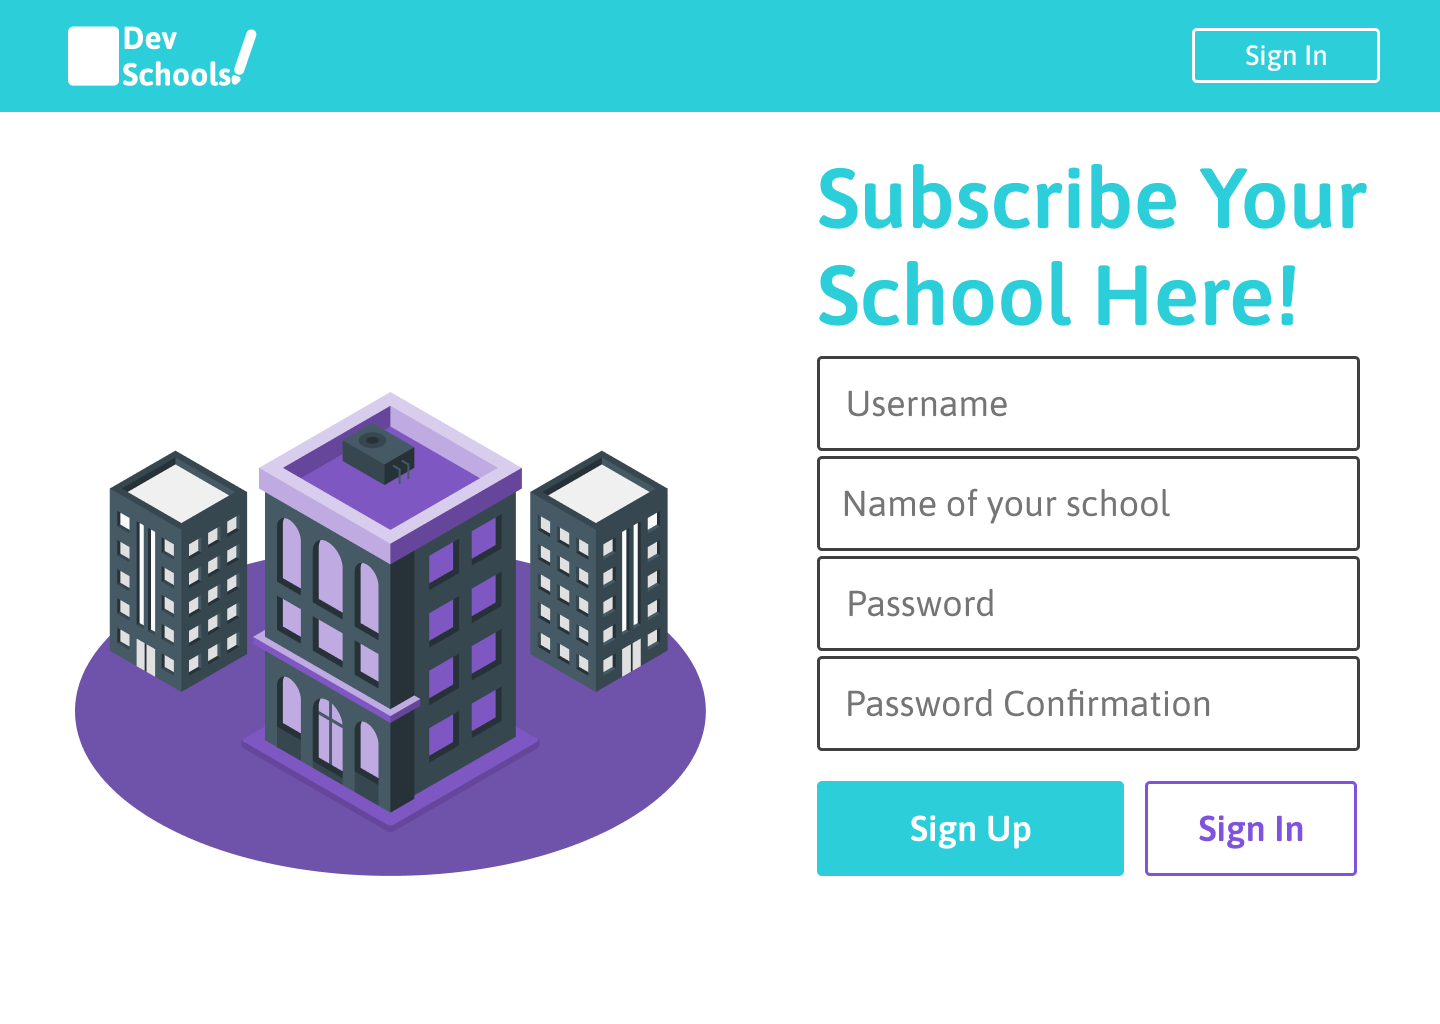 Dev
Schools!
Sign In
Subscribe Your
School Here!
Username
Name of your school
Password
Password Confirmation
Sign Up
Sign In